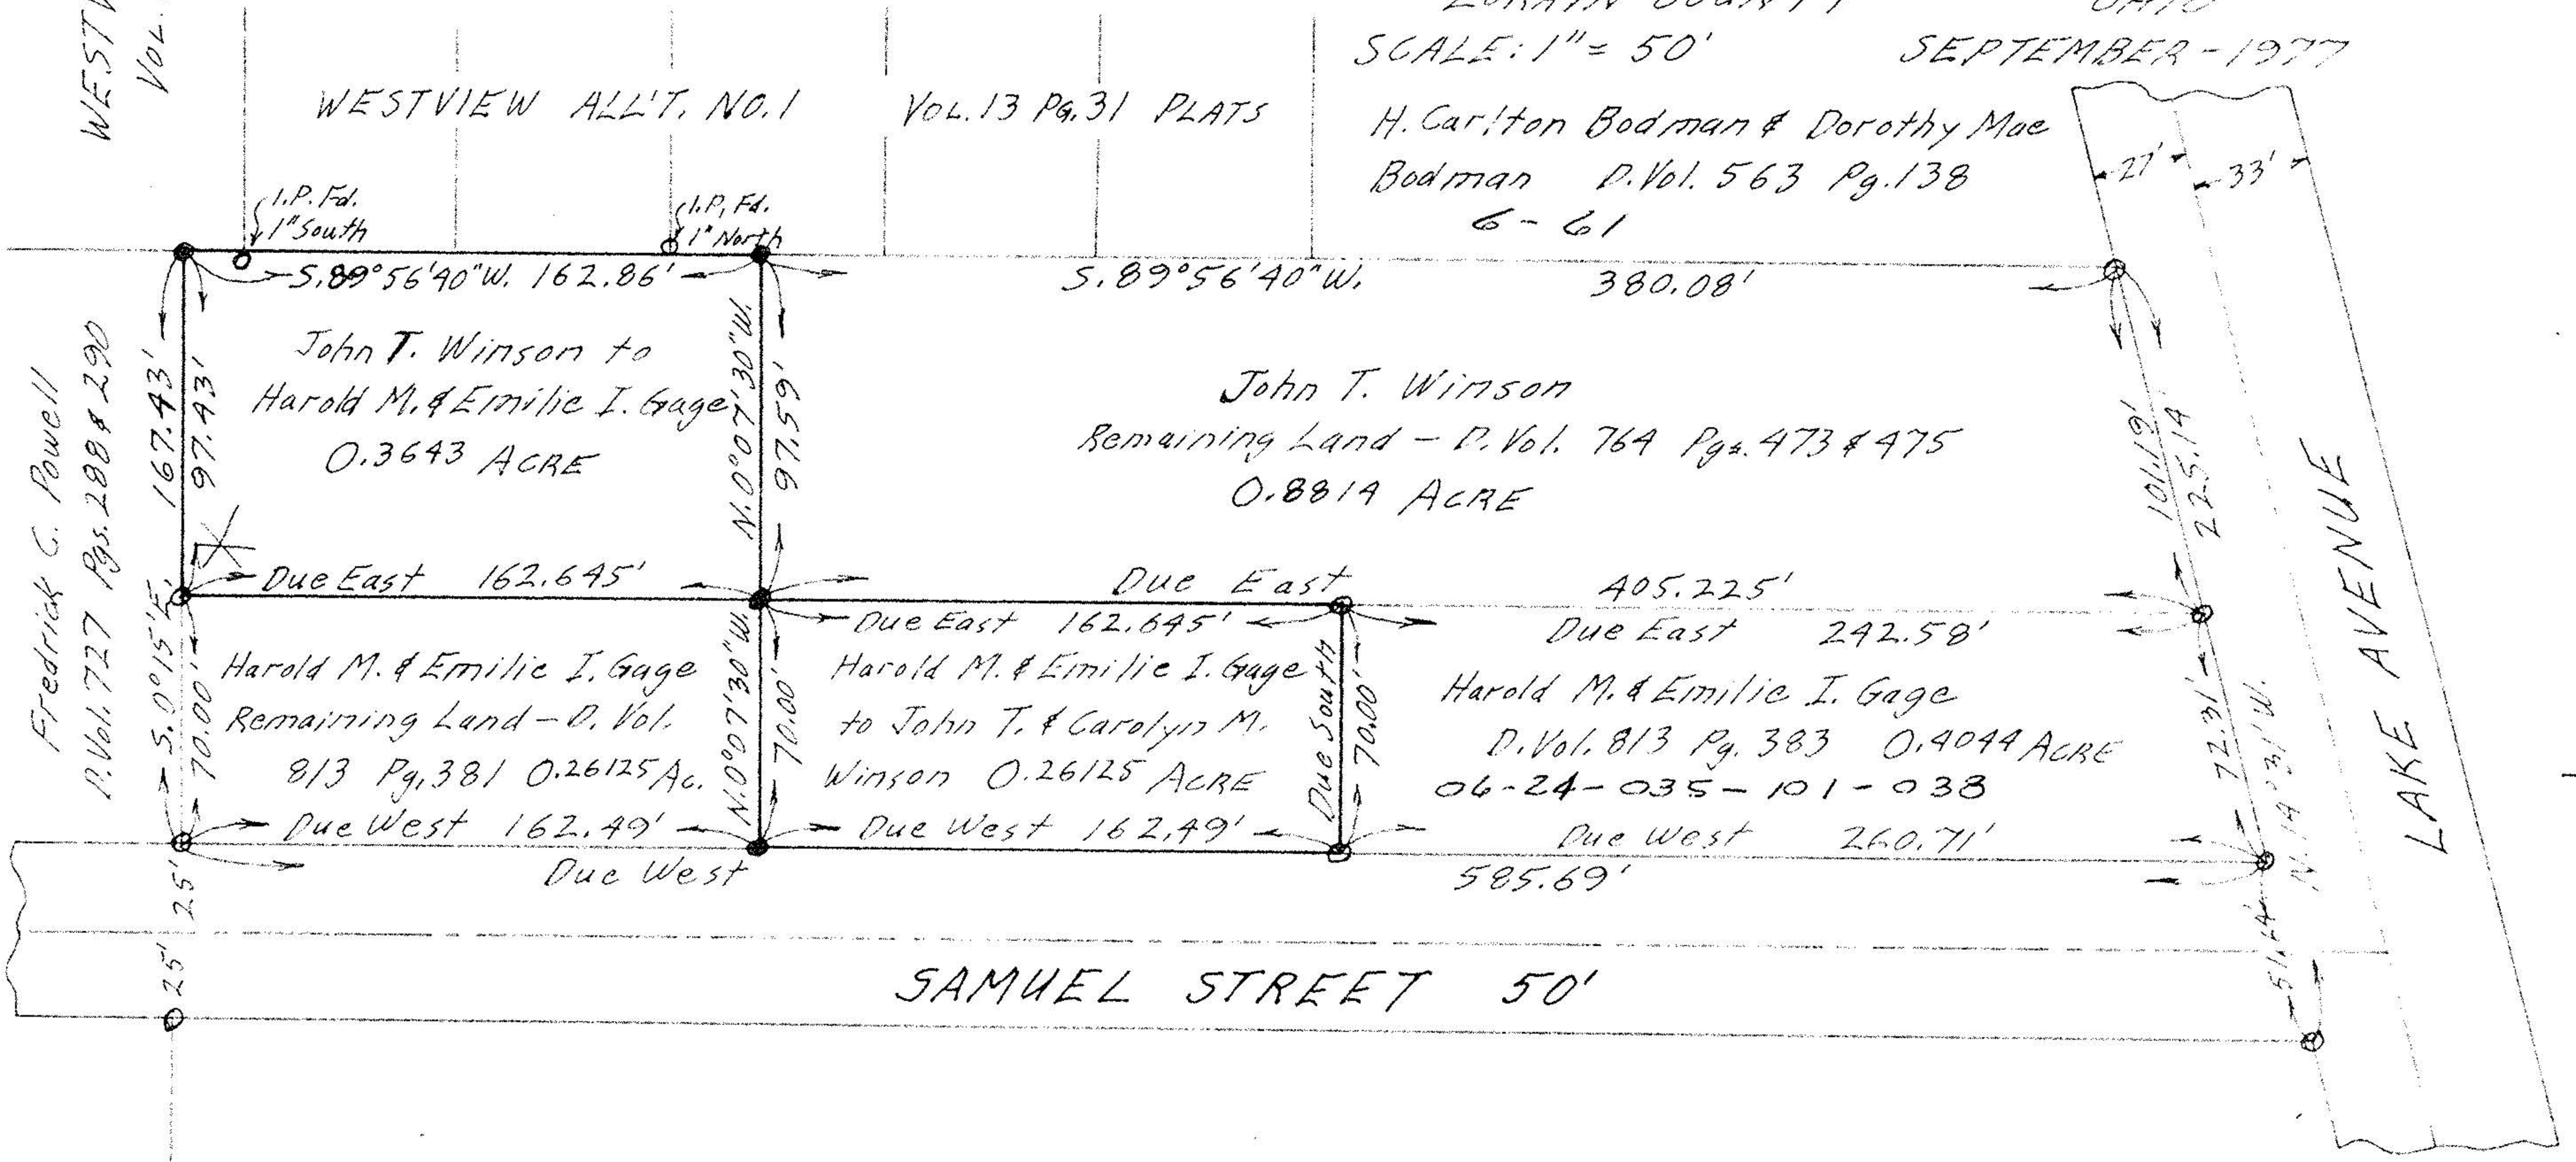 LORAIN COUNTY OHIO
SCALE: 1" = 50' SEPTEMBER - 1977
WESTVIEW ALL'T. NO. 1 VOL. 13 PG. 31 PLATS
H. Carlton Bodman & Dorothy Mae
Bodman D. Vol. 563 Pg. 138
6-61
27' 33'
VOL.
I.P. Fd.
1" South
I.P. Fd.
1" North
S. 89° 56' 40" W. 162.86'
S. 89° 56' 40" W. 380.08'
Fredrick C. Powell
D. Vol. 727 Pgs. 288 & 290
167.43'
97.43'
John T. Winson to
Harold M. & Emilie I. Gage
0.3643 ACRE
N. 0° 07' 30" W.
97.59'
John T. Winson
Remaining Land - D. Vol. 764 Pgs. 473 & 475
0.8814 ACRE
101.19'
225.14'
LAKE AVENUE
Due East 162.645'
Due East 405.225'
Due East 162.645'
Due East 242.58'
S. 0° 15' E.
70.00'
Harold M. & Emilie I. Gage
Remaining Land - D. Vol.
813 Pg. 381 0.26125 Ac.
N. 0° 07' 30" W.
70.00'
Harold M. & Emilie I. Gage
to John T. & Carolyn M.
Winson 0.26125 ACRE
Due South
70.00'
Harold M. & Emilie I. Gage
D. Vol. 813 Pg. 383 0.4044 ACRE
06-24-035-101-038
72.31'
N. 14° 31' W.
Due West 162.49'
Due West 162.49'
Due West 260.71'
Due West 585.69'
25'
25'
51.64'
SAMUEL STREET 50'